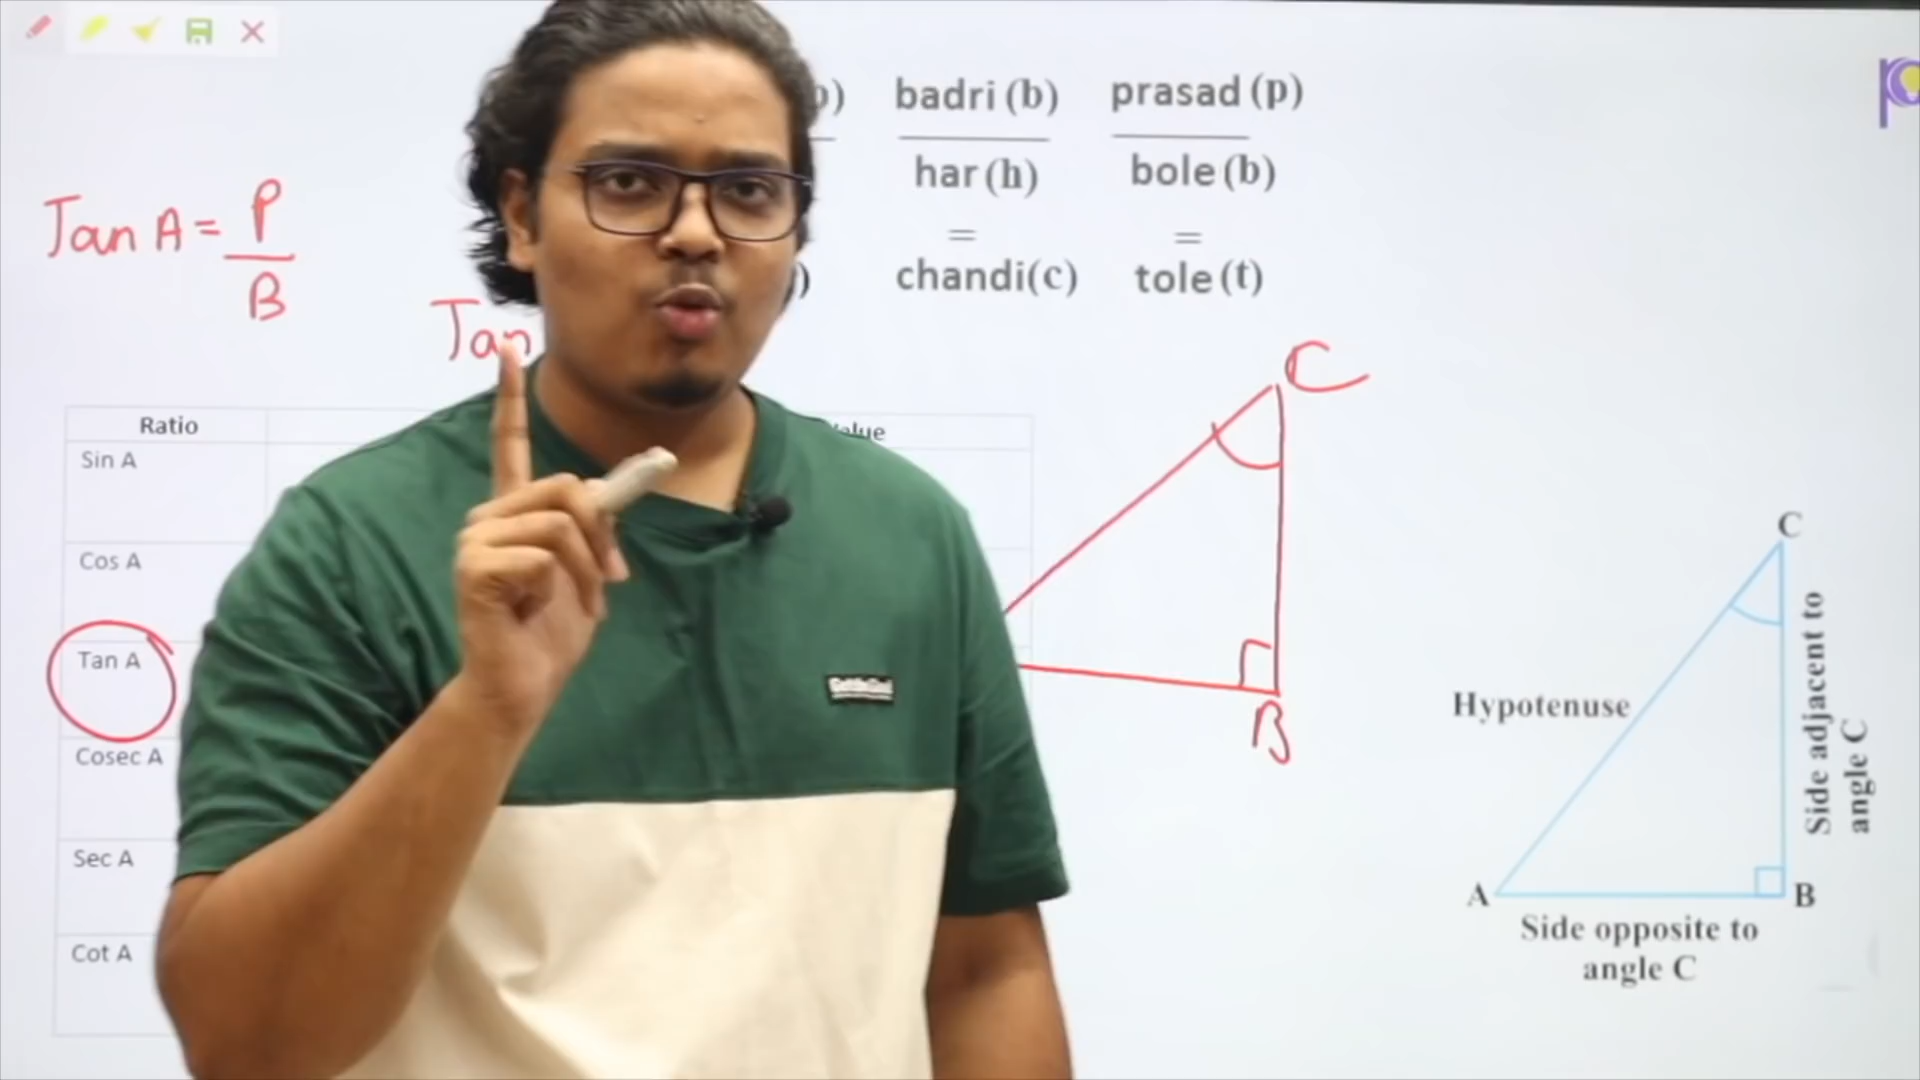 badri (b) prasad (p)
har (h) bole (b)
= =
chandi(c) tole (t)
Tan A = P
B
Tan
C
Ratio
Sin A
Cos A
Tan A
Cosec A
Sec A
Cot A
B
C
Hypotenuse
Side adjacent to
angle C
A B
Side opposite to
angle C